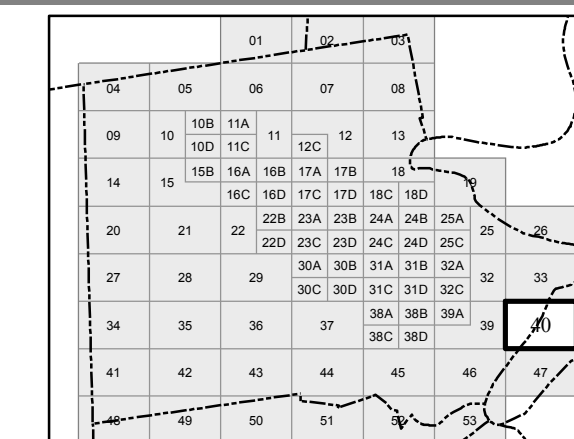 01 02 03
04 05 06 07 08
10B 11A
09 10 11 12 13
10D 11C 12C
15B 16A 16B 17A 17B 18
14 15 19
16C 16D 17C 17D 18C 18D
22B 23A 23B 24A 24B 25A
20 21 22 25 26
22D 23C 23D 24C 24D 25C
30A 30B 31A 31B 32A
27 28 29 32 33
30C 30D 31C 31D 32C
38A 38B 39A
34 35 36 37 39 40
38C 38D
41 42 43 44 45 46 47
48 49 50 51 52 53